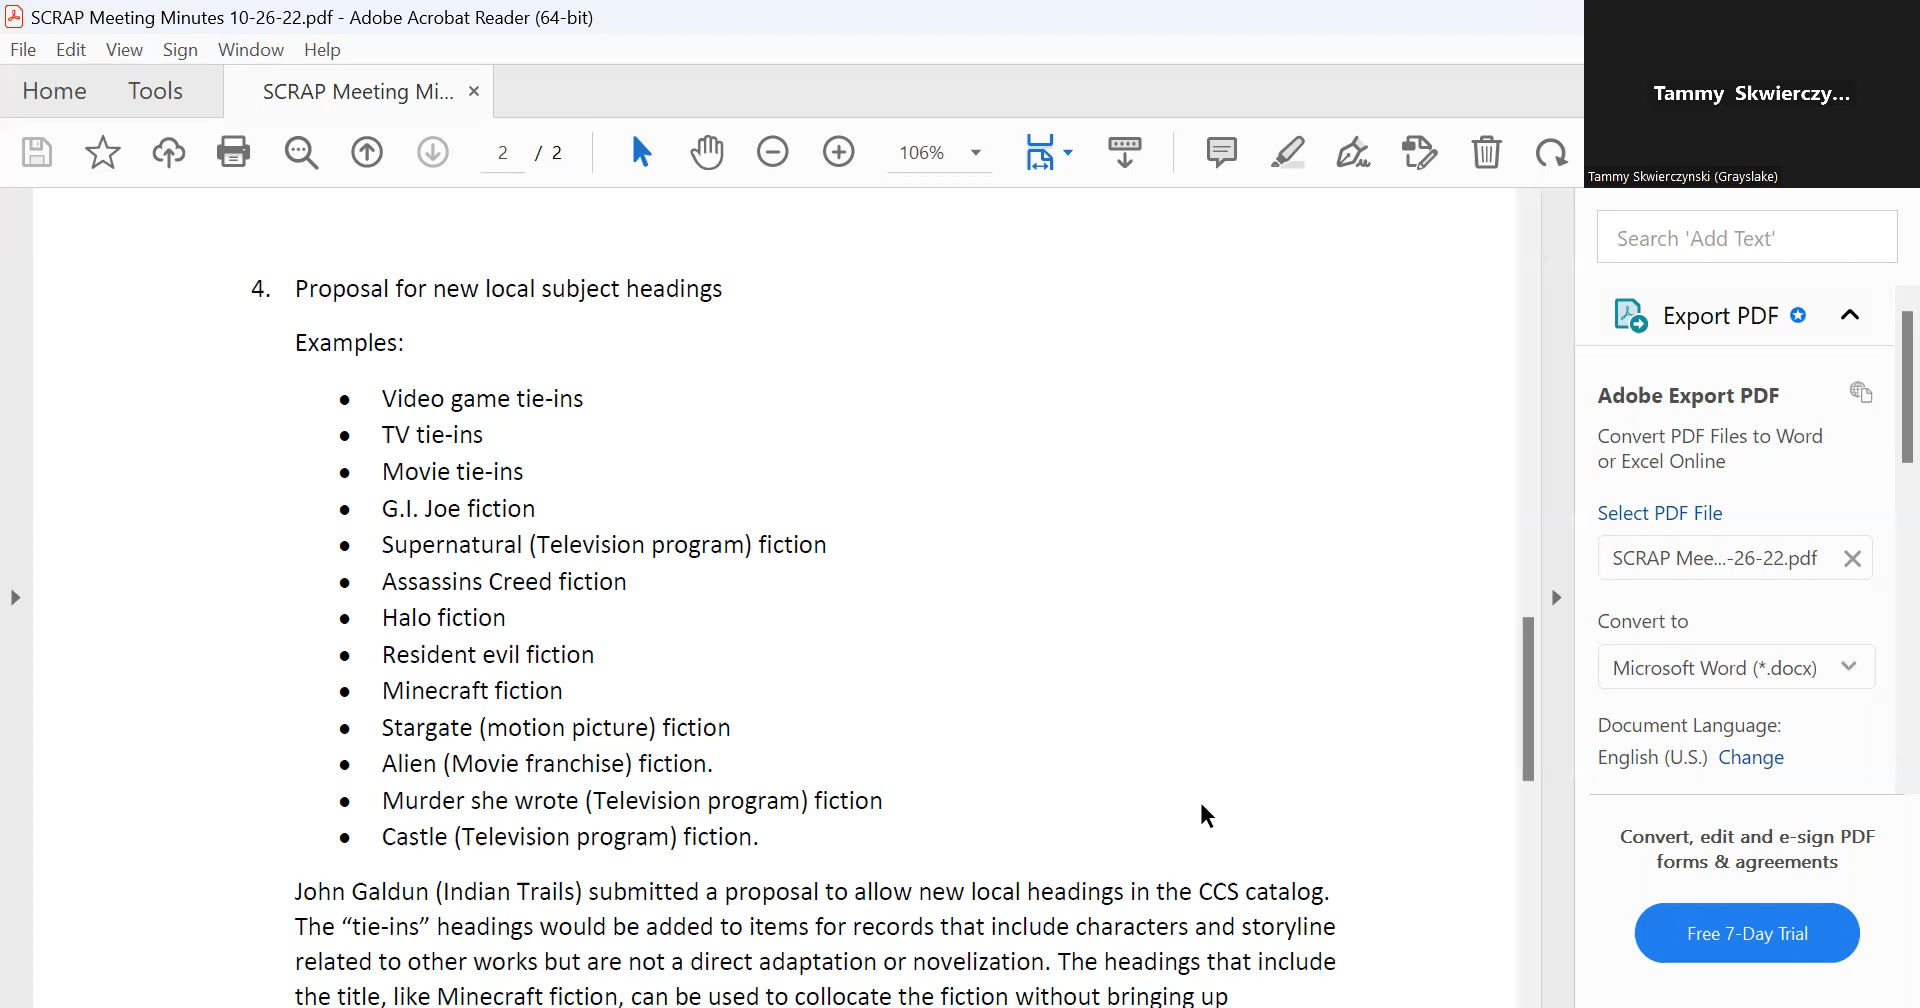 SCRAP Meeting Minutes 10-26-22.pdf - Adobe Acrobat Reader (64-bit)
File Edit View Sign Window Help
Home Tools SCRAP Meeting Mi... ×
2 / 2 106%
Tammy Skwierczy...
Tammy Skwierczynski (Grayslake)
4. Proposal for new local subject headings
Examples:
• Video game tie-ins
• TV tie-ins
• Movie tie-ins
• G.I. Joe fiction
• Supernatural (Television program) fiction
• Assassins Creed fiction
• Halo fiction
• Resident evil fiction
• Minecraft fiction
• Stargate (motion picture) fiction
• Alien (Movie franchise) fiction.
• Murder she wrote (Television program) fiction
• Castle (Television program) fiction.
John Galdun (Indian Trails) submitted a proposal to allow new local headings in the CCS catalog.
The “tie-ins” headings would be added to items for records that include characters and storyline
related to other works but are not a direct adaptation or novelization. The headings that include
the title, like Minecraft fiction, can be used to collocate the fiction without bringing up
Search 'Add Text'
Export PDF
Adobe Export PDF
Convert PDF Files to Word
or Excel Online
Select PDF File
SCRAP Mee...-26-22.pdf
Convert to
Microsoft Word (*.docx)
Document Language:
English (U.S.) Change
Convert, edit and e-sign PDF
forms & agreements
Free 7-Day Trial